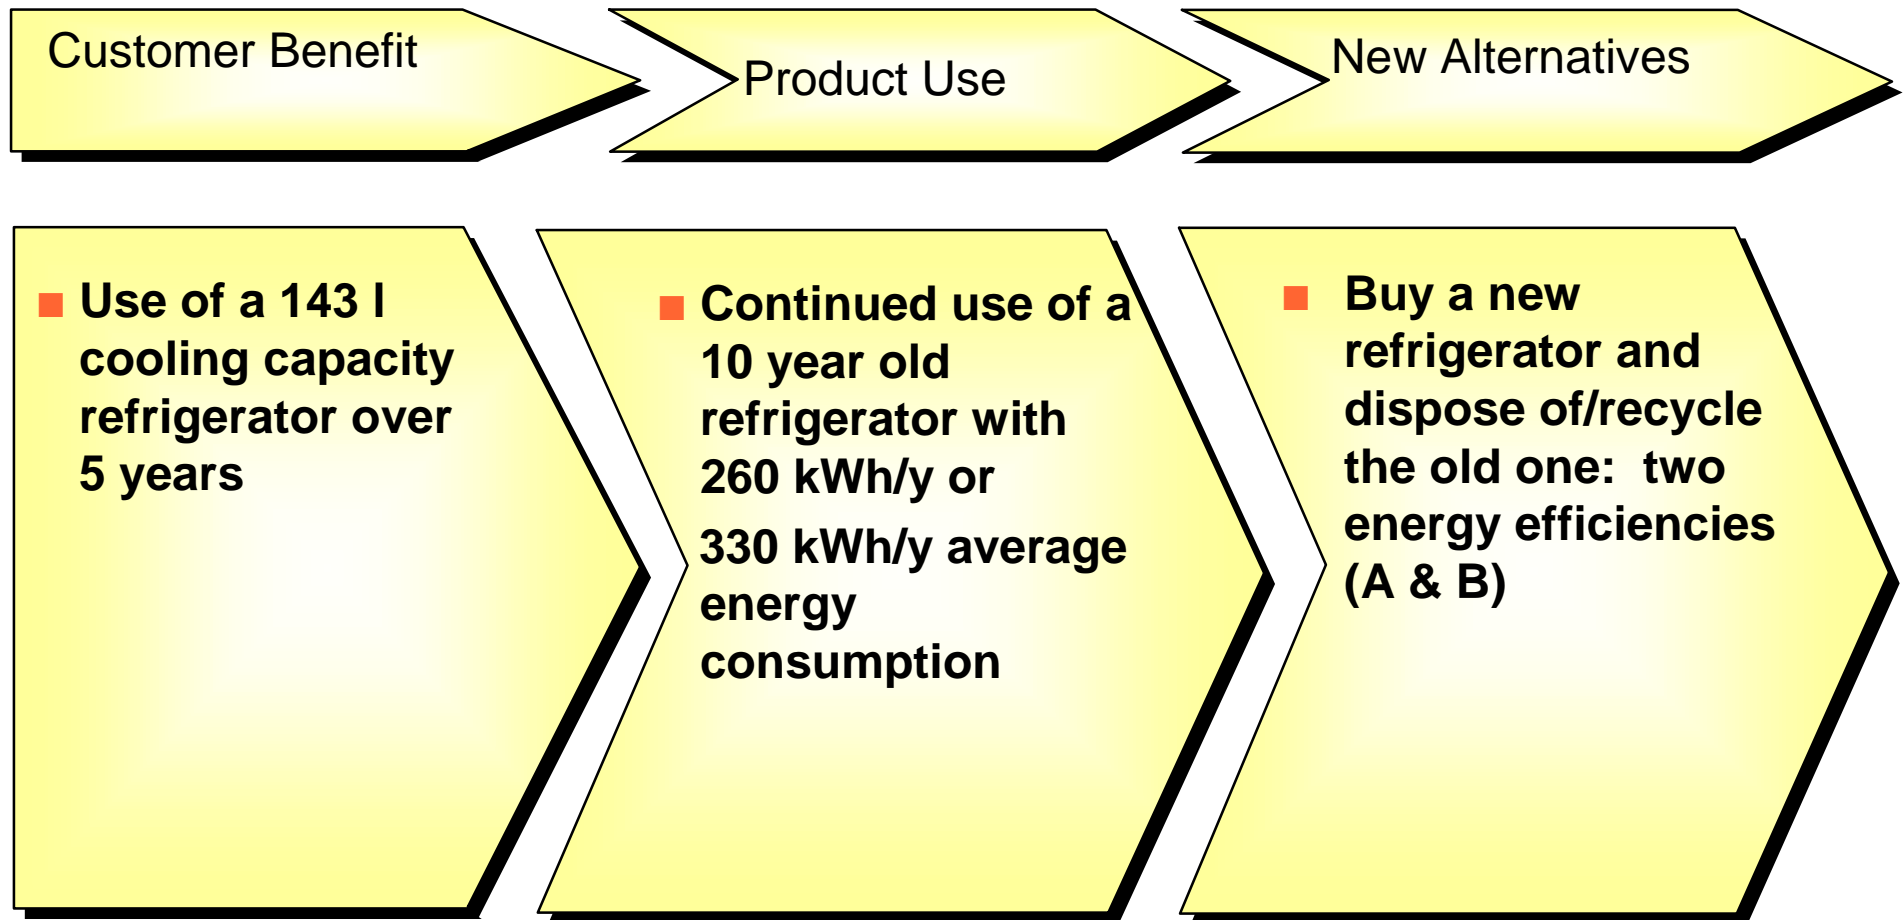 Customer Benefit
Product Use
New Alternatives
■ Use of a 143 l
cooling capacity
refrigerator over
5 years
■ Continued use of a
10 year old
refrigerator with
260 kWh/y or
330 kWh/y average
energy
consumption
■ Buy a new
refrigerator and
dispose of/recycle
the old one: two
energy efficiencies
(A & B)